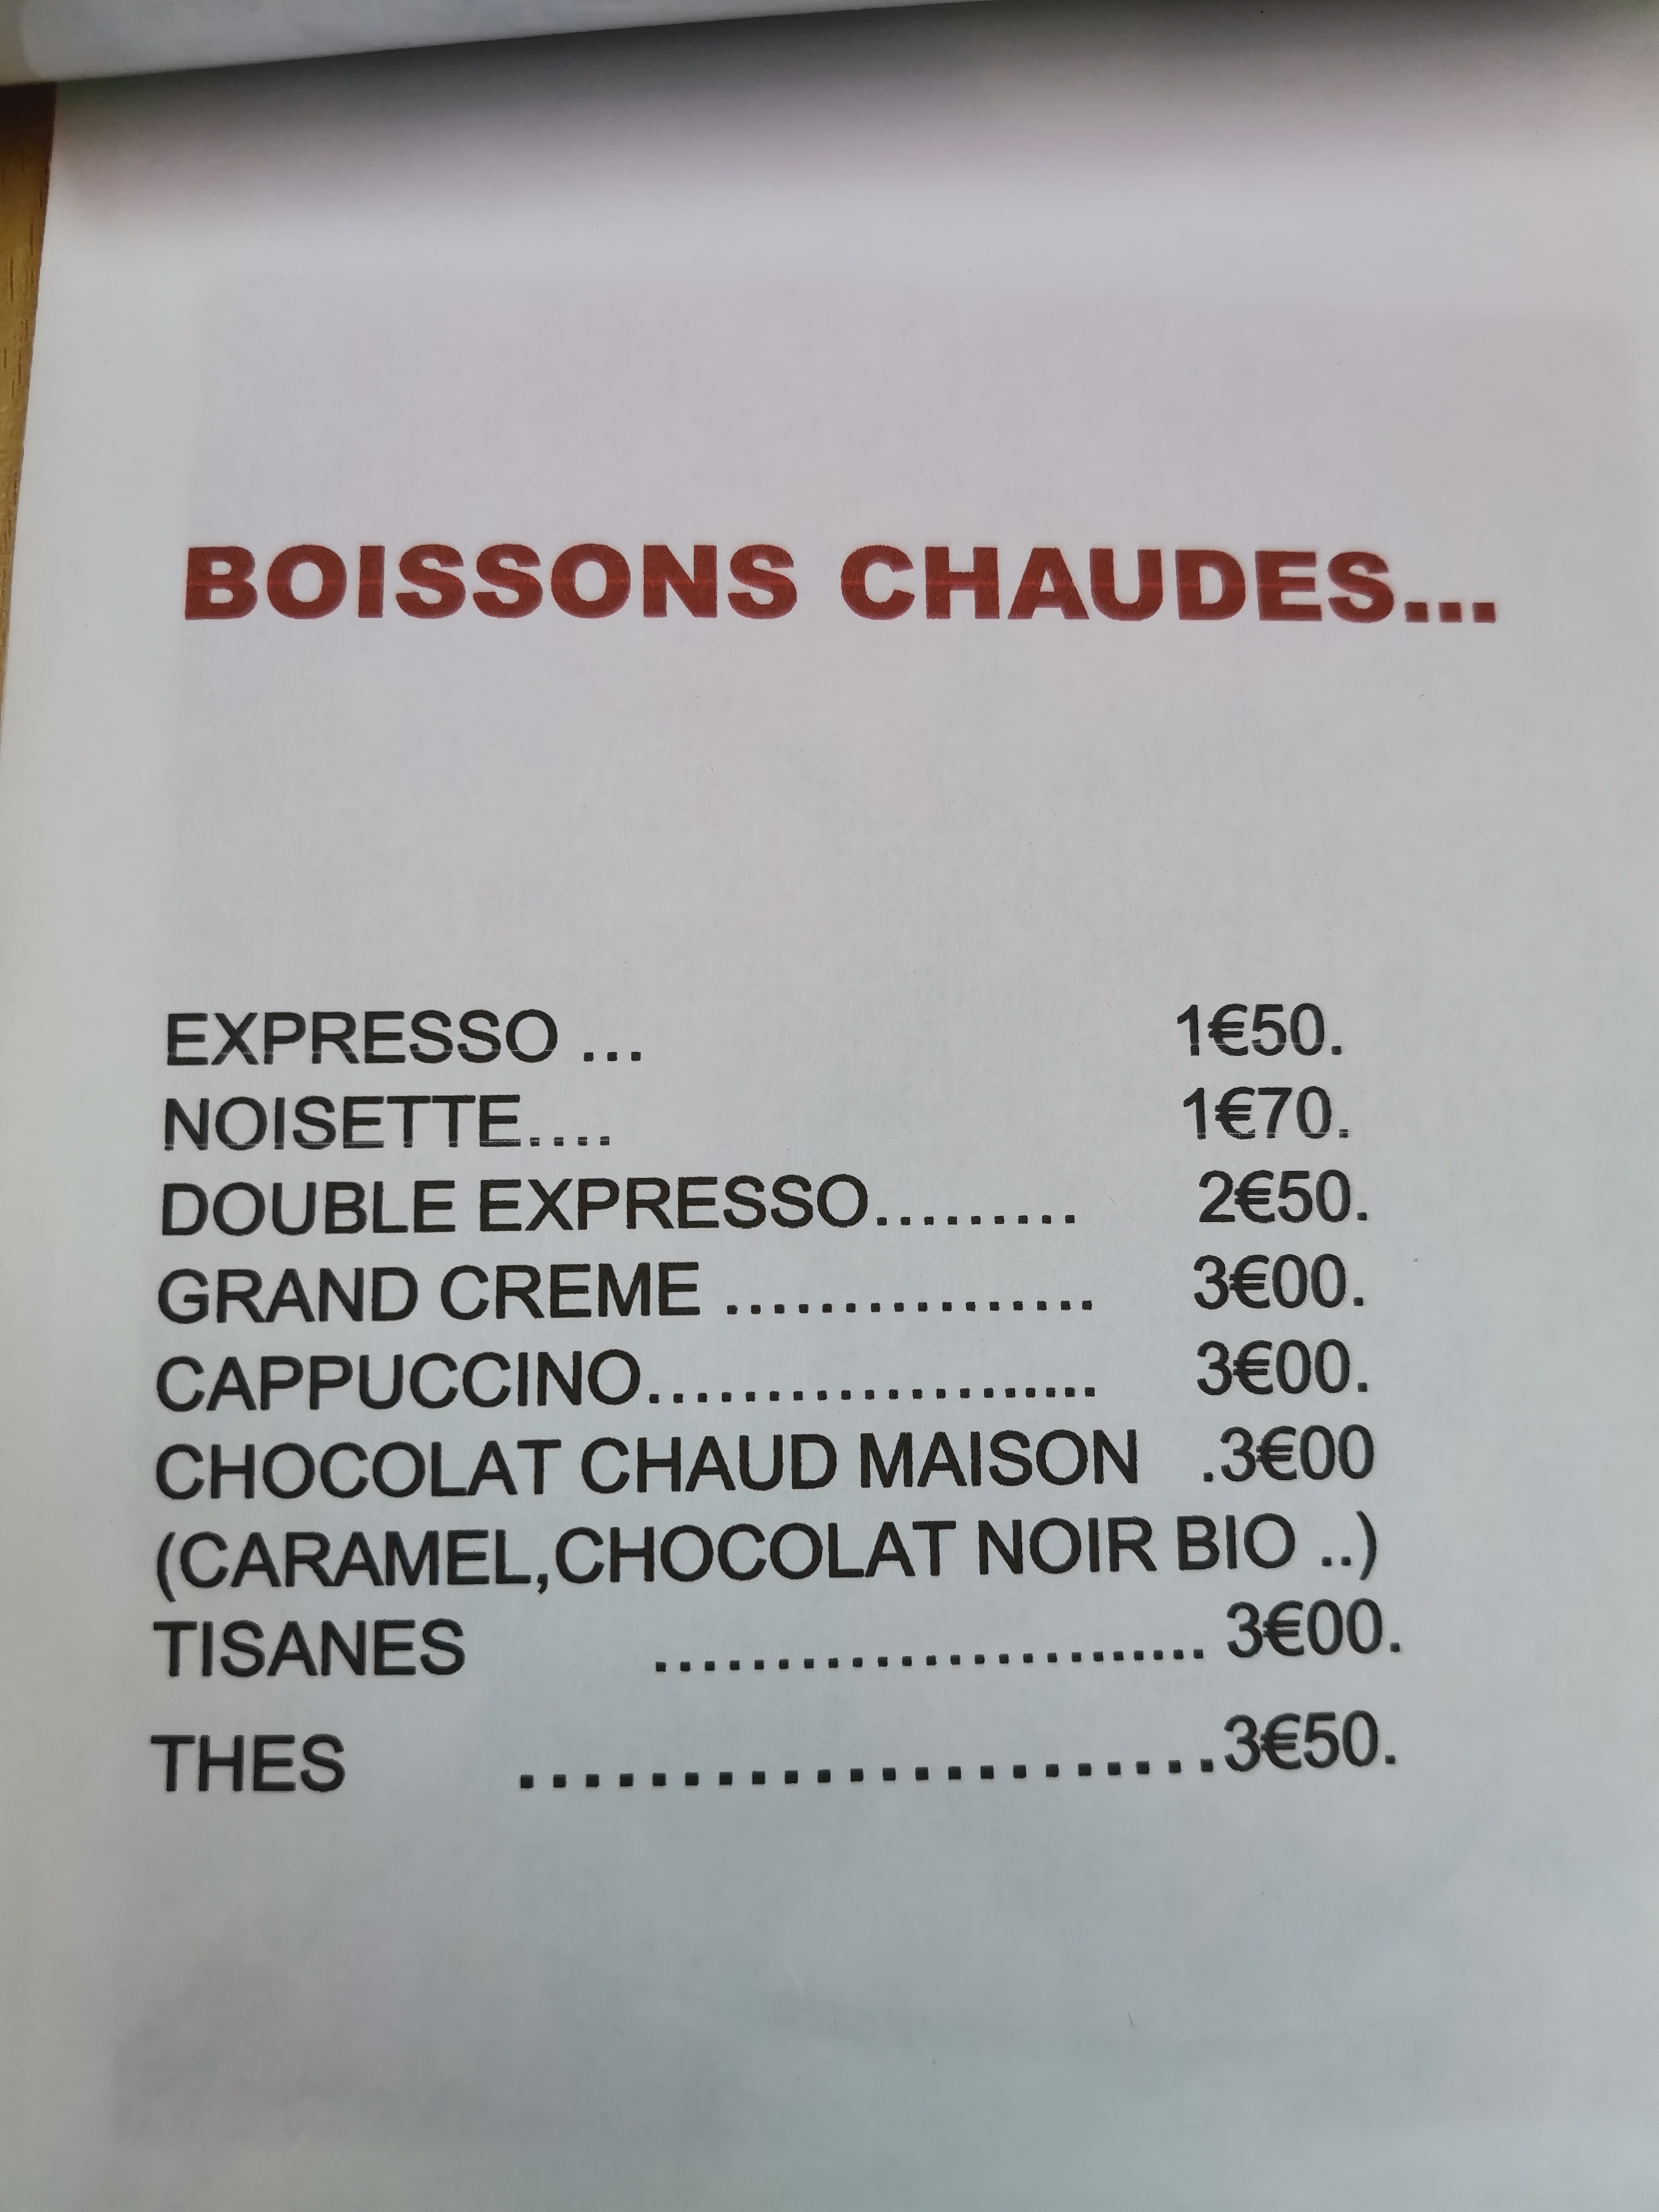 BOISSONS CHAUDES...
EXPRESSO ... 1€50.
NOISETTE.... 1€70.
DOUBLE EXPRESSO......... 2€50.
GRAND CREME ................ 3€00.
CAPPUCCINO................... 3€00.
CHOCOLAT CHAUD MAISON .3€00
(CARAMEL,CHOCOLAT NOIR BIO ..)
TISANES ....................... 3€00.
THES ......................3€50.